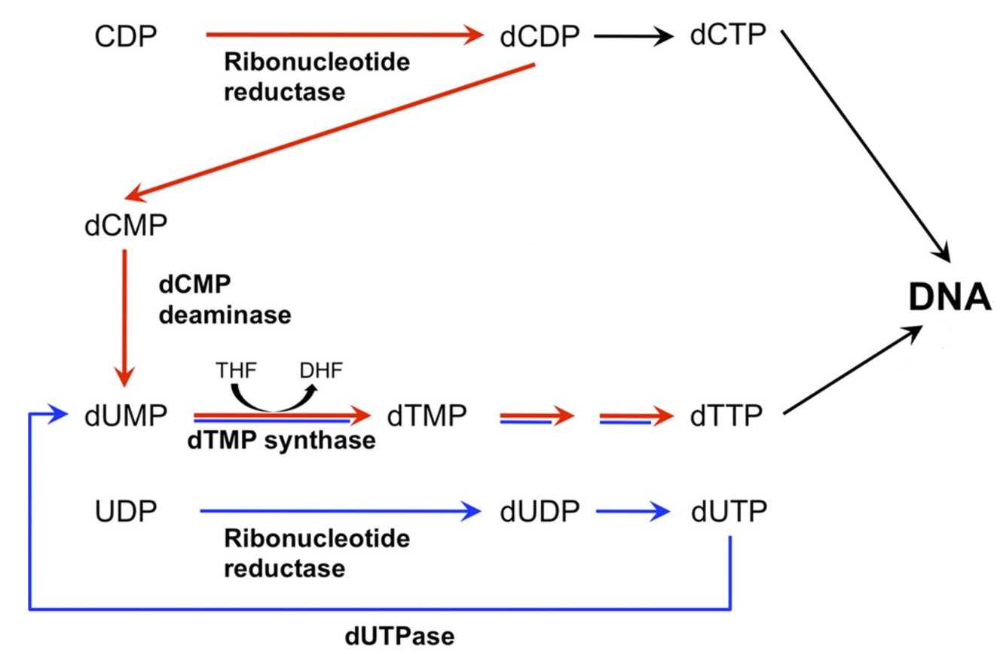 CDP
dCDP
dCTP
Ribonucleotide
reductase
dCMP
dCMP
deaminase
DNA
THF
DHF
dUMP
dTMP
dTTP
dTMP synthase
UDP
dUDP
dUTP
Ribonucleotide
reductase
dUTPase